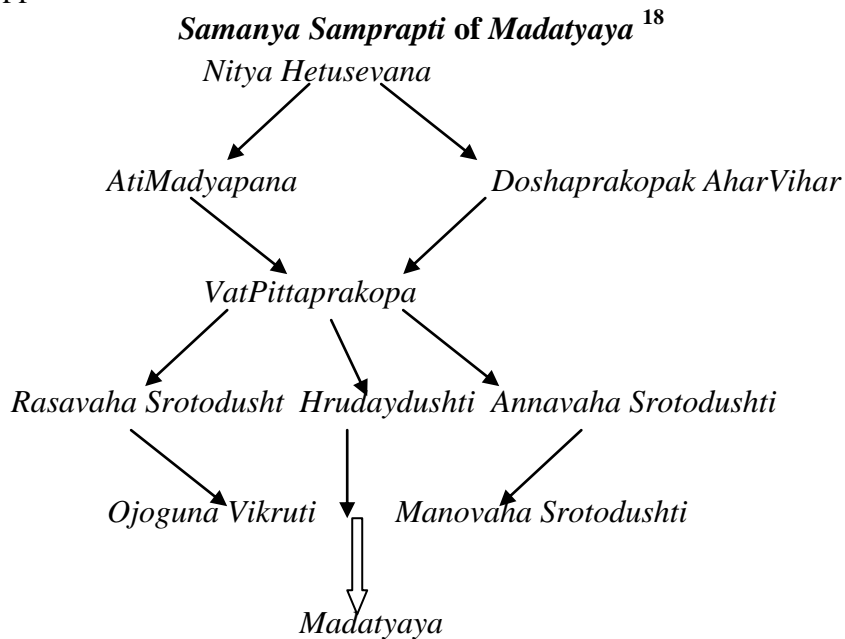 Samanya Samprapti of Madatyaya 18
Nitya Hetusevana
AtiMadyapana Doshaprakopak AharVihar
VatPittaprakopa
Rasavaha Srotodusht Hrudaydushti Annavaha Srotodushti
Ojoguna Vikruti Manovaha Srotodushti
Madatyaya